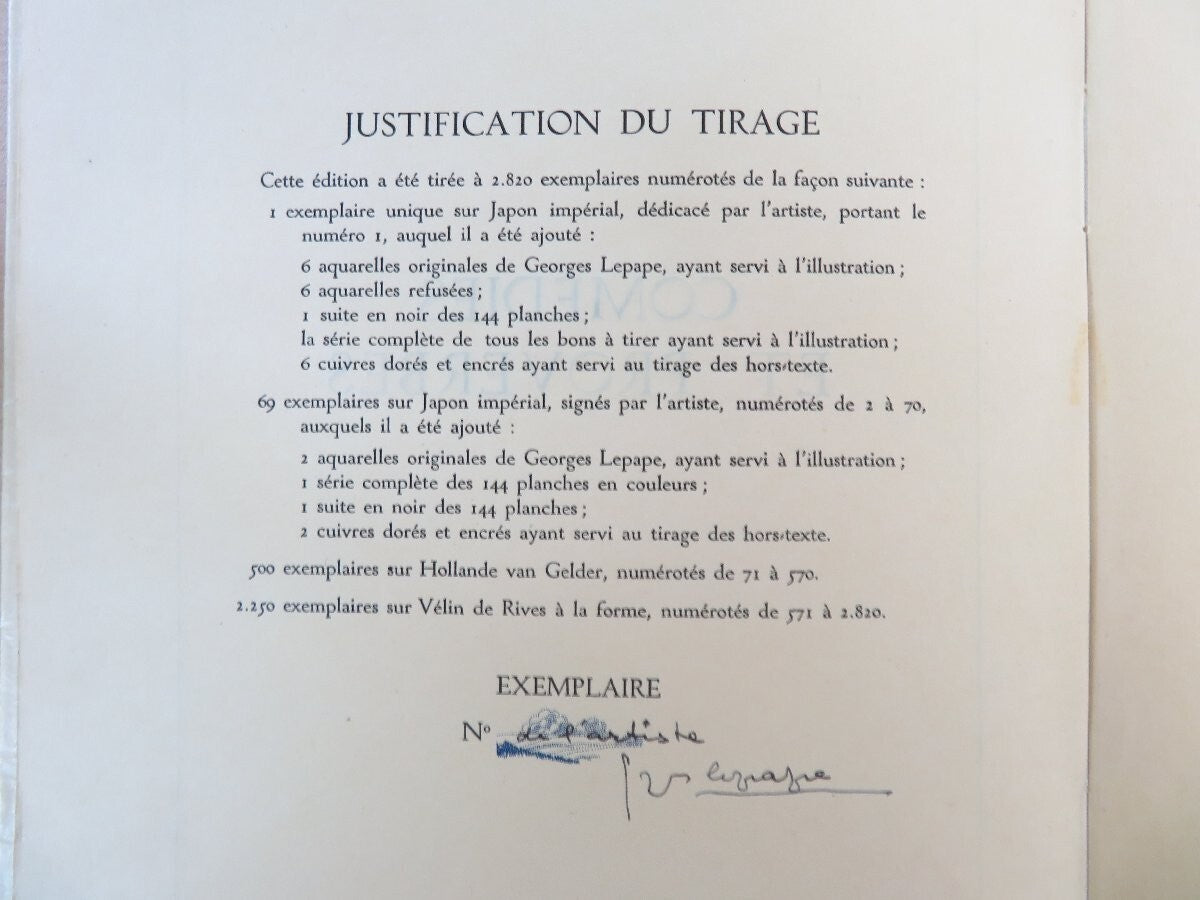 JUSTIFICATION DU TIRAGE
Cette édition a été tirée à 2.820 exemplaires numérotés de la façon suivante :
1 exemplaire unique sur Japon impérial, dédicacé par l'artiste, portant le
numéro 1, auquel il a été ajouté :
6 aquarelles originales de Georges Lepape, ayant servi à l'illustration ;
6 aquarelles refusées ;
1 suite en noir des 144 planches ;
la série complète de tous les bons à tirer ayant servi à l'illustration ;
6 cuivres dorés et encrés ayant servi au tirage des hors-texte.
69 exemplaires sur Japon impérial, signés par l'artiste, numérotés de 2 à 70,
auxquels il a été ajouté :
2 aquarelles originales de Georges Lepape, ayant servi à l'illustration ;
1 série complète des 144 planches en couleurs ;
1 suite en noir des 144 planches ;
2 cuivres dorés et encrés ayant servi au tirage des hors-texte.
500 exemplaires sur Hollande van Gelder, numérotés de 71 à 570.
2.250 exemplaires sur Vélin de Rives à la forme, numérotés de 571 à 2.820.
EXEMPLAIRE
Nº de l'artiste
lepape